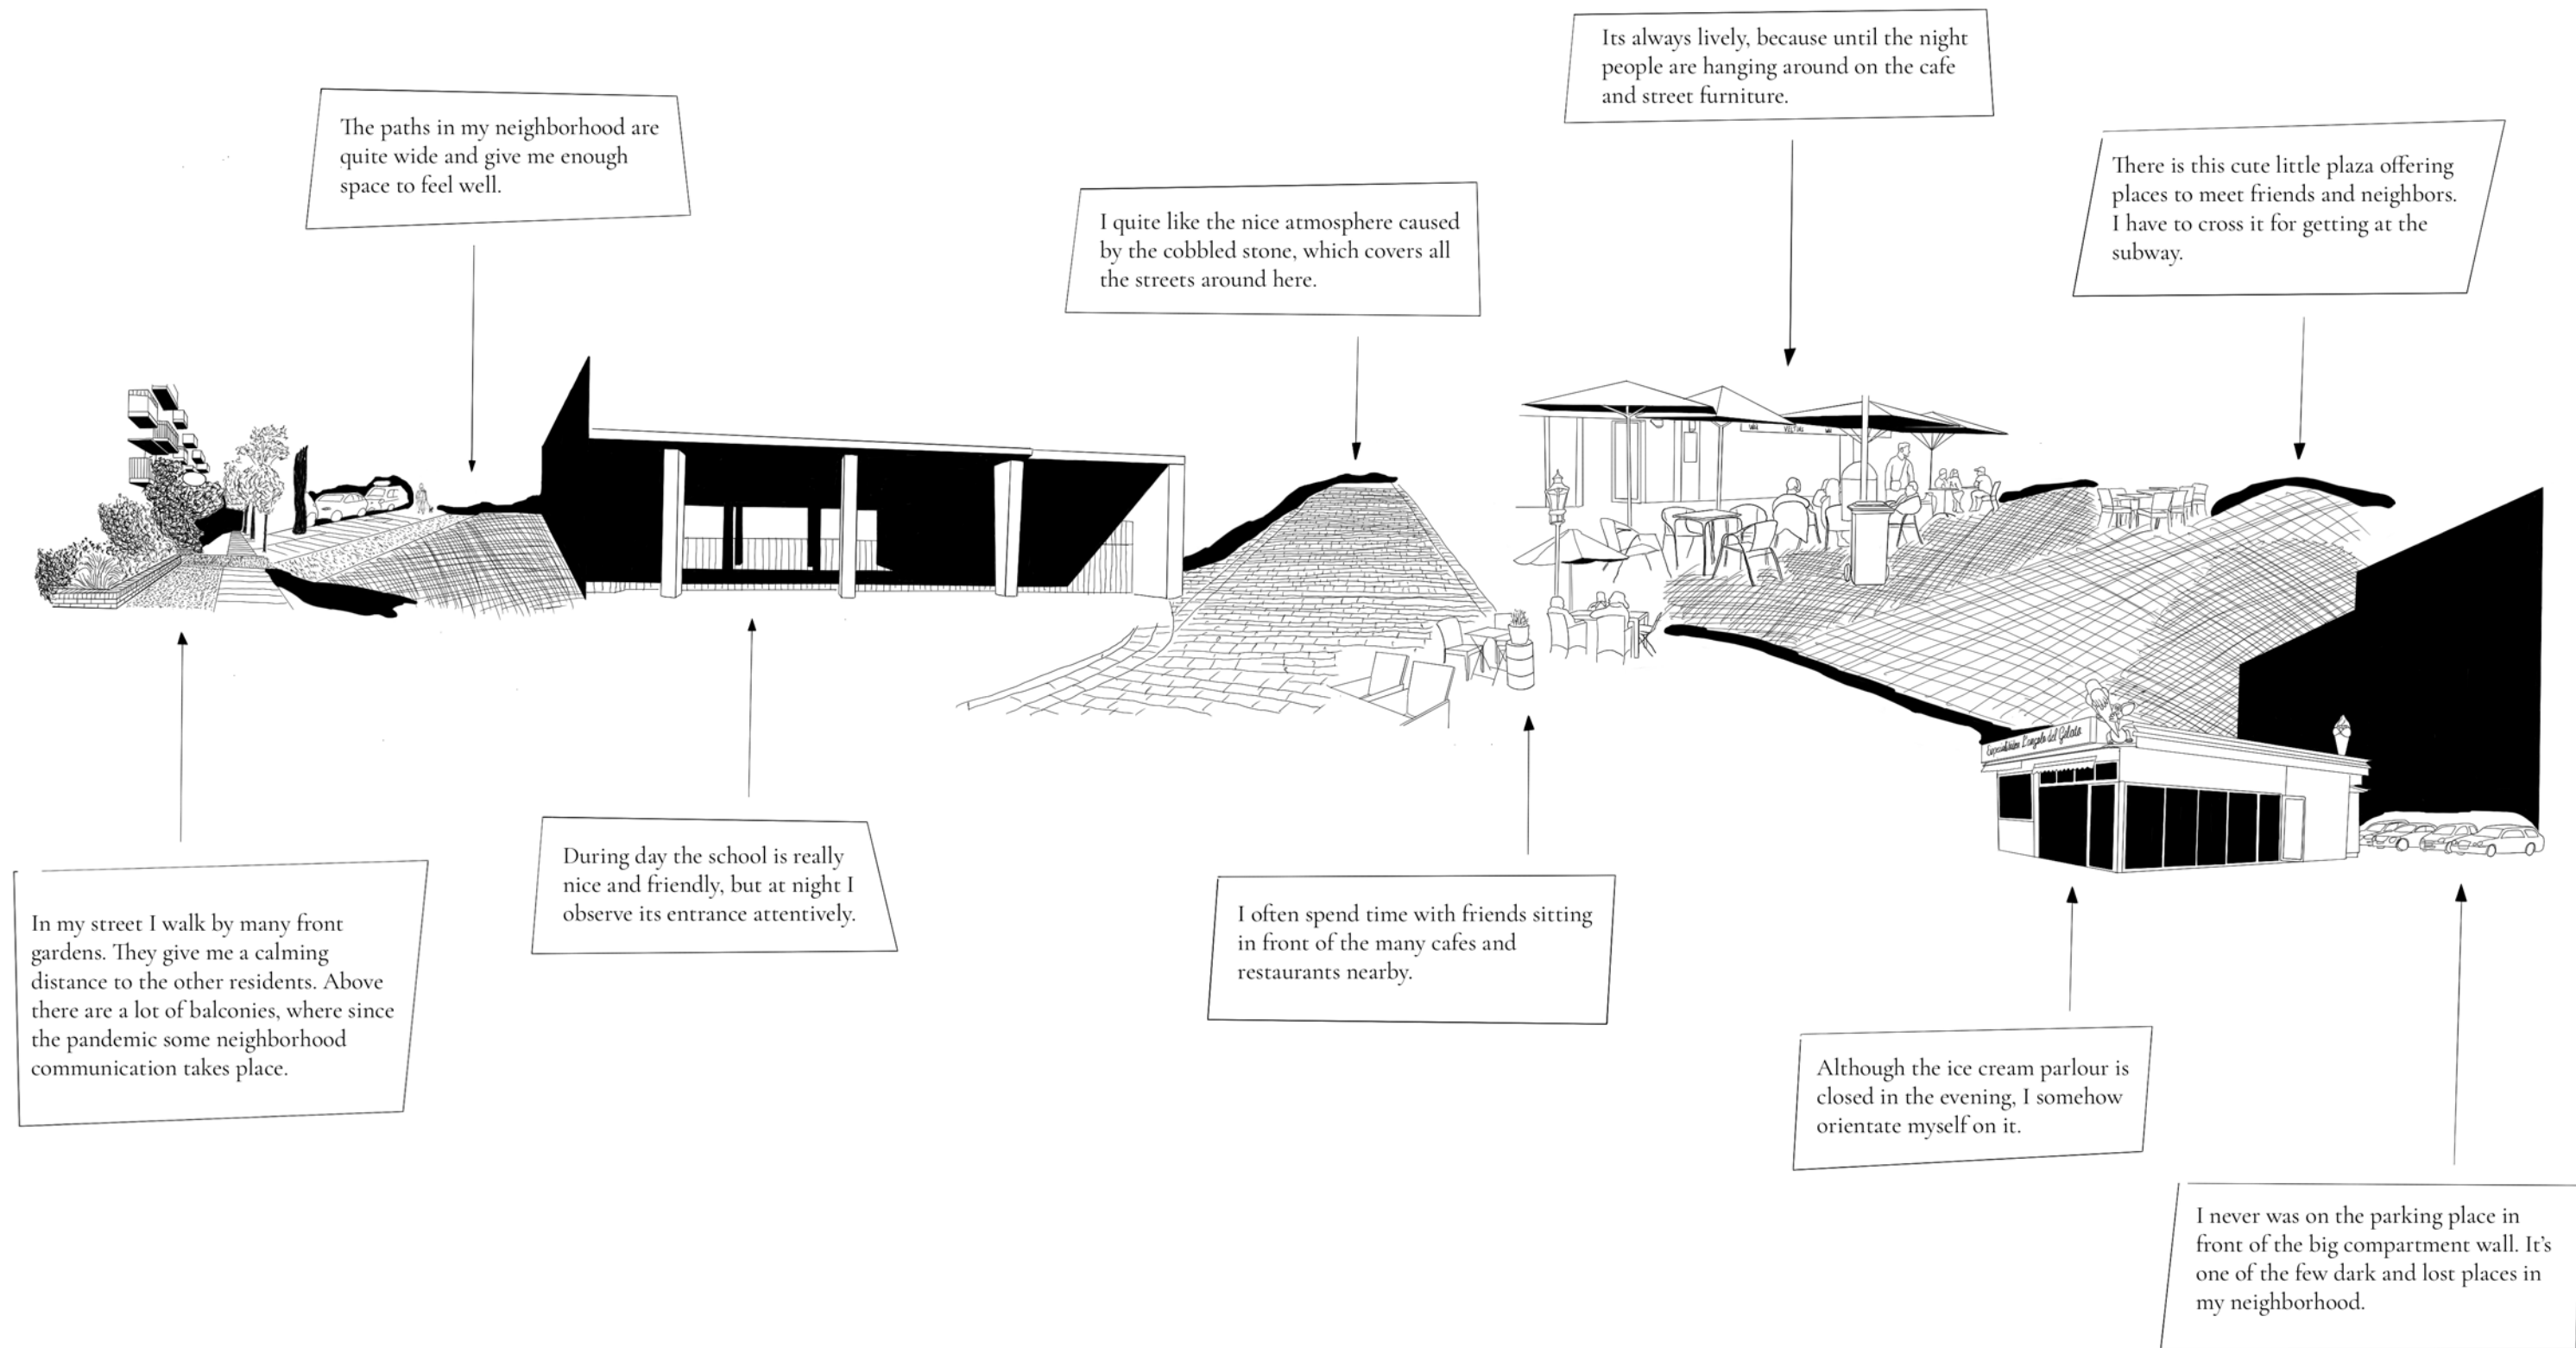 Its always lively, because until the night
people are hanging around on the cafe
and street furniture.
The paths in my neighborhood are
quite wide and give me enough
space to feel well.
There is this cute little plaza offering
places to meet friends and neighbors.
I have to cross it for getting at the
subway.
I quite like the nice atmosphere caused
by the cobbled stone, which covers all
the streets around here.
L'angolo del Gelato
During day the school is really
nice and friendly, but at night I
observe its entrance attentively.
In my street I walk by many front
gardens. They give me a calming
distance to the other residents. Above
there are a lot of balconies, where since
the pandemic some neighborhood
communication takes place.
I often spend time with friends sitting
in front of the many cafes and
restaurants nearby.
Although the ice cream parlour is
closed in the evening, I somehow
orientate myself on it.
I never was on the parking place in
front of the big compartment wall. It's
one of the few dark and lost places in
my neighborhood.